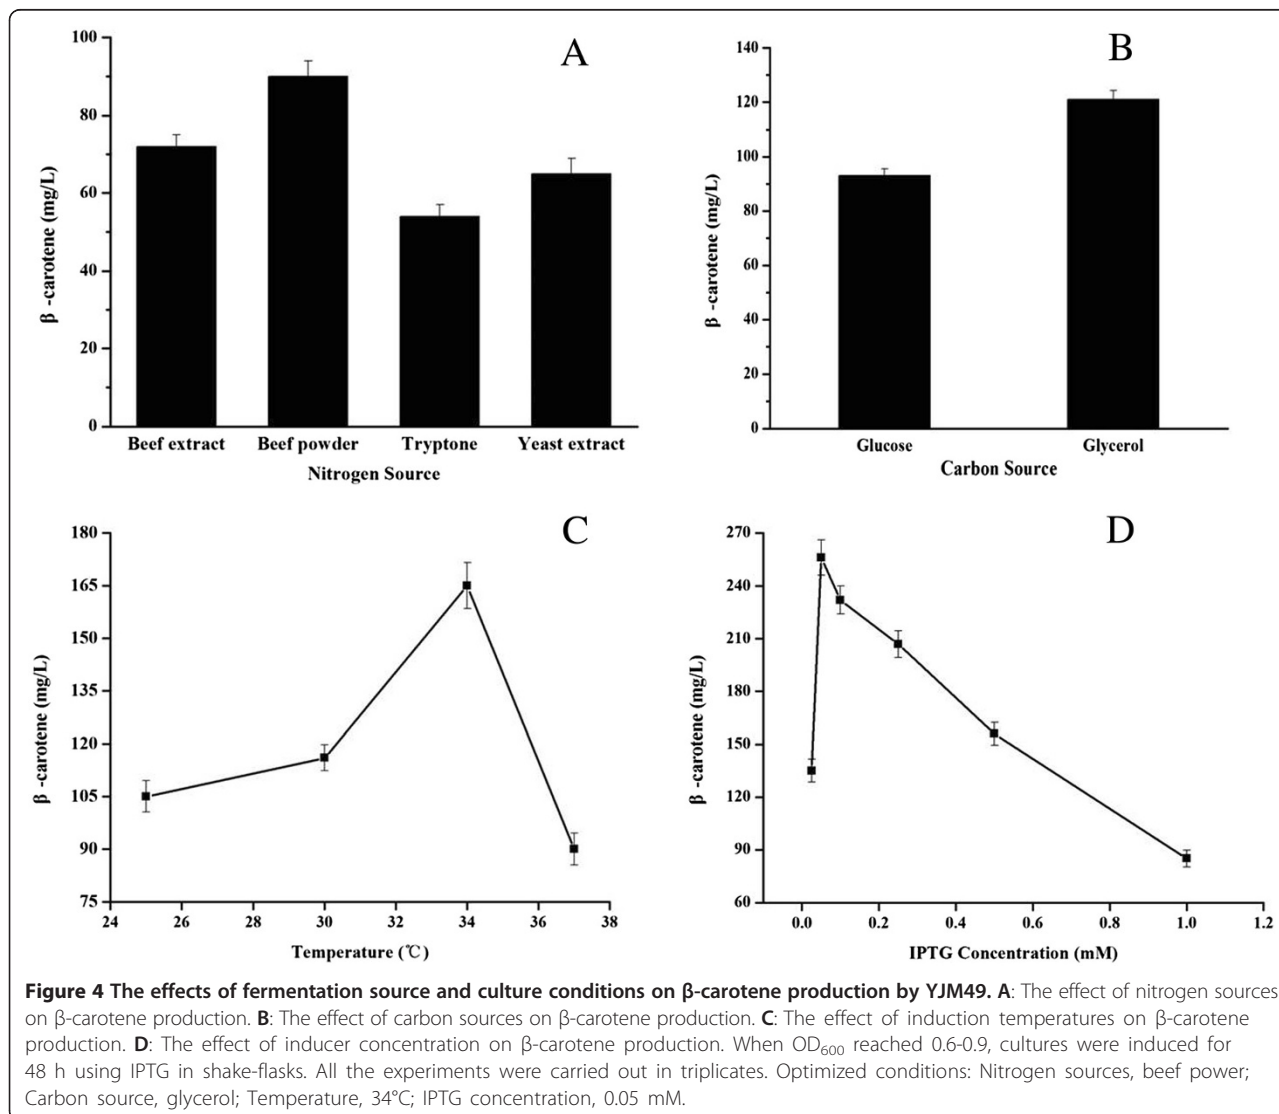 A
100
80
60
40
20
0
β -carotene (mg/L)
Beef extract Beef powder Tryptone Yeast extract
Nitrogen Source
B
140
120
100
80
60
40
20
0
β -carotene (mg/L)
Glucose Glycerol
Carbon Source
C
180
165
150
135
120
105
90
75
β -carotene (mg/L)
24 26 28 30 32 34 36 38
Temperature (℃)
D
270
240
210
180
150
120
90
60
β -carotene (mg/L)
0.0 0.2 0.4 0.6 0.8 1.0 1.2
IPTG Concentration (mM)
Figure 4 The effects of fermentation source and culture conditions on β-carotene production by YJM49. A: The effect of nitrogen sources
on β-carotene production. B: The effect of carbon sources on β-carotene production. C: The effect of induction temperatures on β-carotene
production. D: The effect of inducer concentration on β-carotene production. When OD600 reached 0.6-0.9, cultures were induced for
48 h using IPTG in shake-flasks. All the experiments were carried out in triplicates. Optimized conditions: Nitrogen sources, beef power;
Carbon source, glycerol; Temperature, 34°C; IPTG concentration, 0.05 mM.